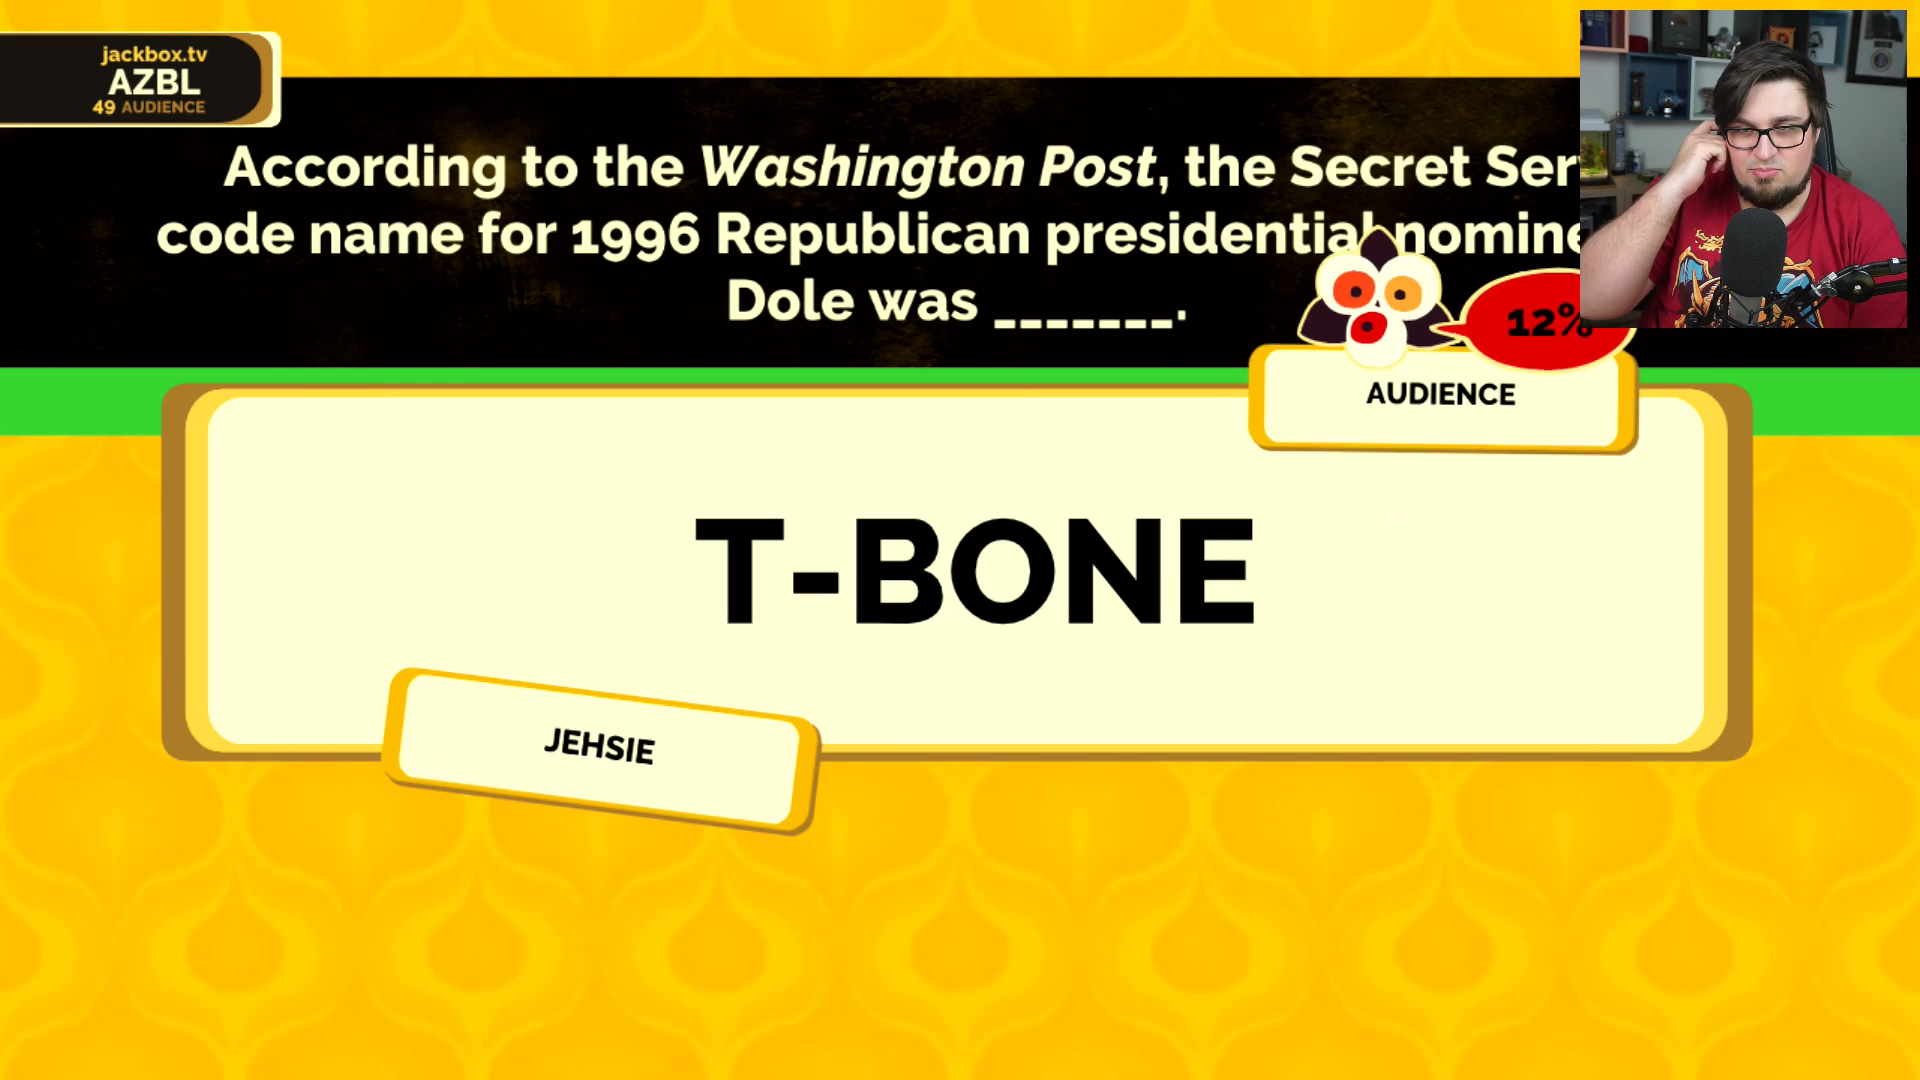 jackbox.tv
AZBL
49 AUDIENCE
According to the Washington Post, the Secret Ser
code name for 1996 Republican presidential nomine
Dole was _______.
12%
AUDIENCE
T-BONE
JEHSIE